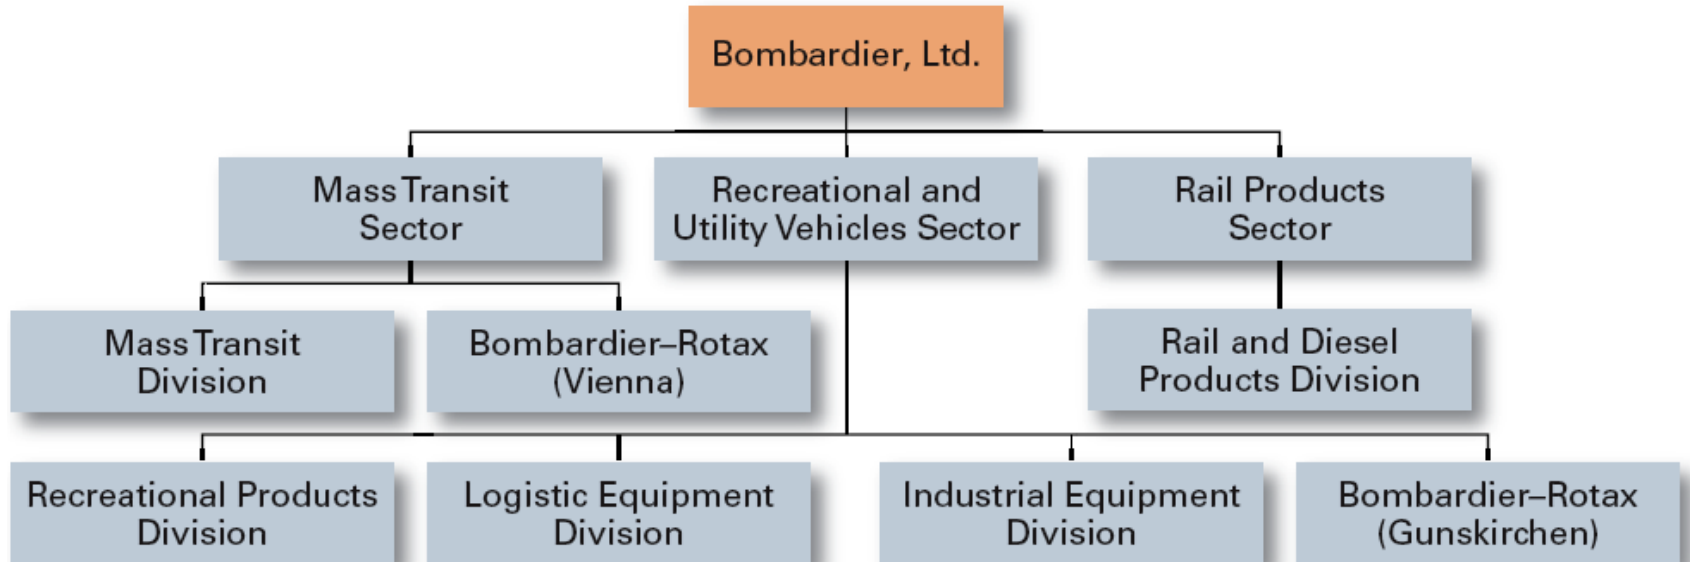 Bombardier, Ltd.
Mass Transit
Sector
Recreational and
Utility Vehicles Sector
Rail Products
Sector
Mass Transit
Division
Bombardier–Rotax
(Vienna)
Rail and Diesel
Products Division
Recreational Products
Division
Logistic Equipment
Division
Industrial Equipment
Division
Bombardier–Rotax
(Gunskirchen)